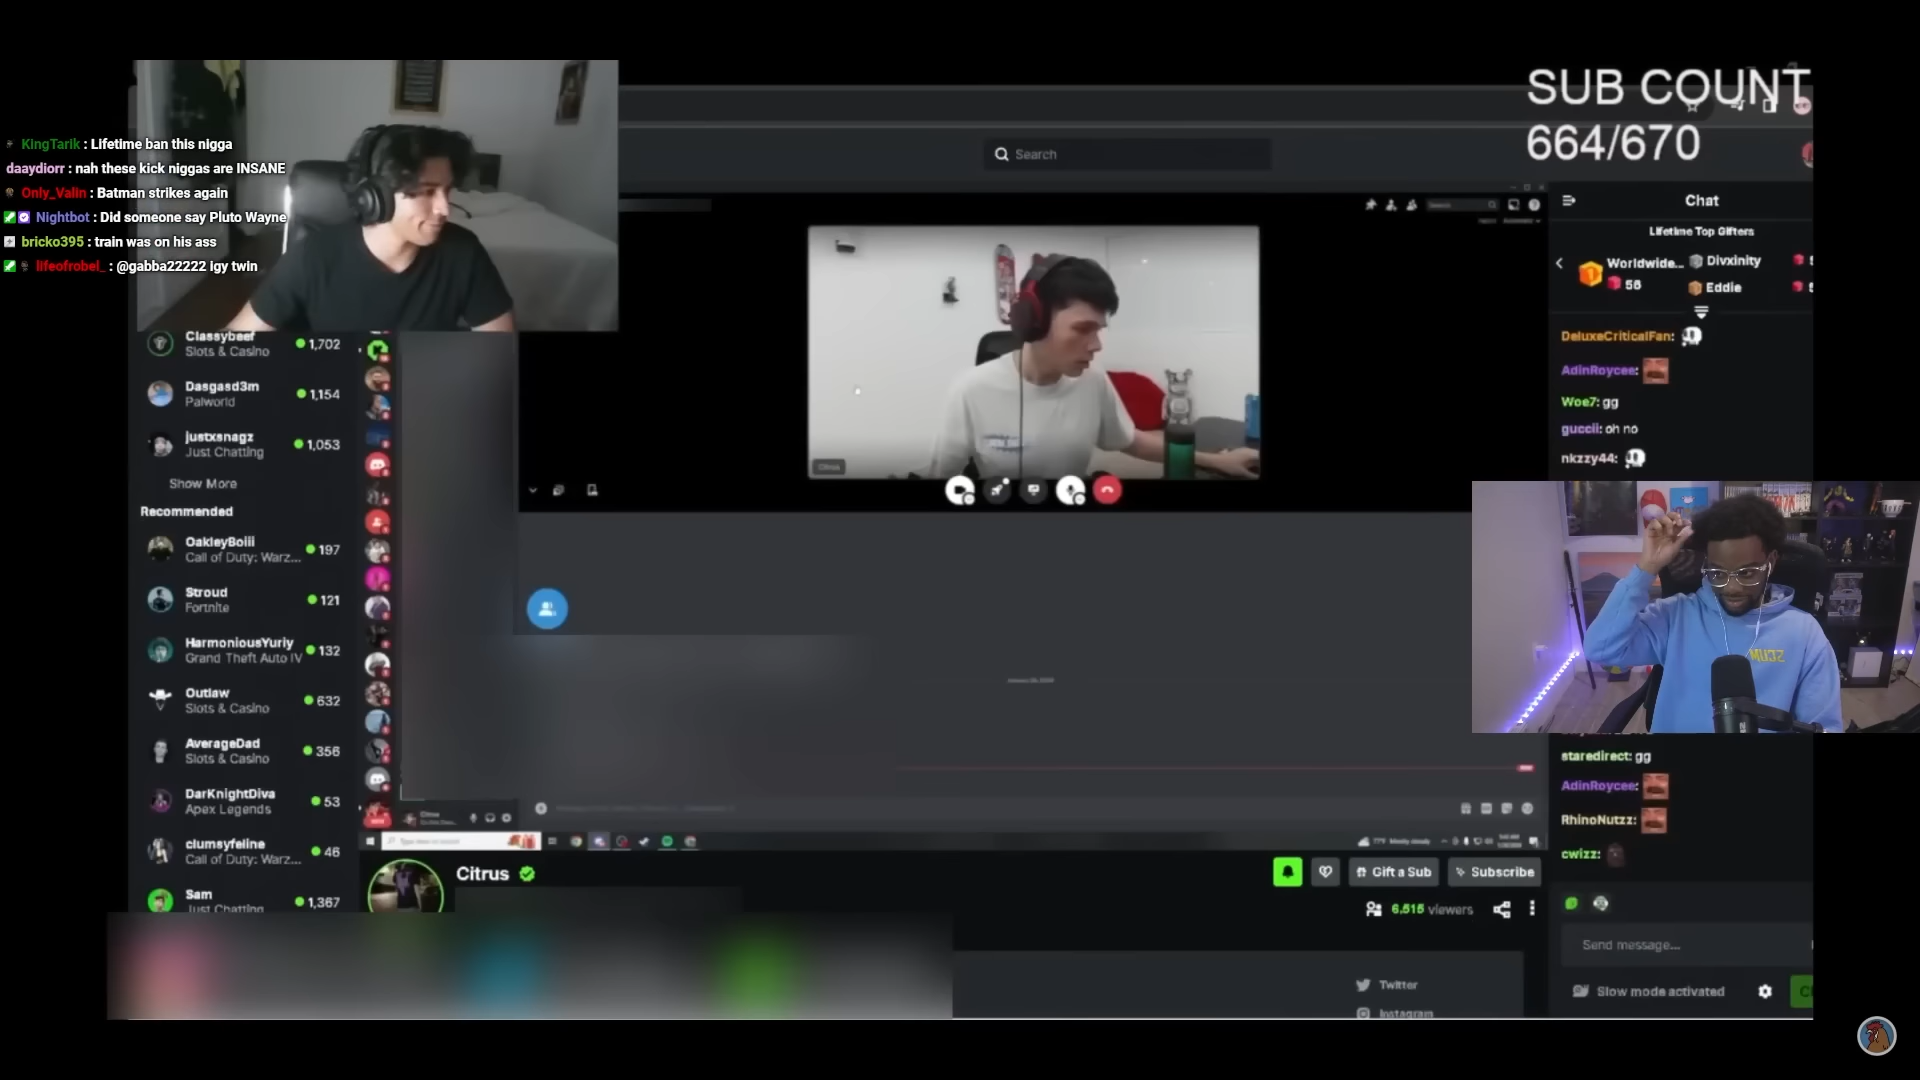 SUB COUNT
664/670
KingTarik : Lifetime ban this nigga
daaydiorr : nah these kick niggas are INSANE
Only_Valin : Batman strikes again
Nightbot : Did someone say Pluto Wayne
bricko395 : train was on his ass
lifeofrobel_ : @gabba22222 igy twin
Search
Search
Chat
Lifetime Top Gifters
Worldwide...
58
Divxinity
Eddie
DeluxeCriticalFan:
AdinRoycee:
Woe7: gg
guccii: oh no
nkzzy44:
Classybeef
Slots & Casino
1,702
Dasgasd3m
Palworld
1,154
justxsnagz
Just Chatting
1,053
Show More
Recommended
OakleyBoiii
Call of Duty: Warz...
197
Stroud
Fortnite
121
HarmoniousYuriy
Grand Theft Auto IV
132
Outlaw
Slots & Casino
632
AverageDad
Slots & Casino
356
DarKnightDiva
Apex Legends
53
clumsyfeline
Call of Duty: Warz...
46
Sam
Just Chatting
1,367
Citrus
MUJZ
staredirect: gg
AdinRoycee:
RhinoNutzz:
cwizz:
Citrus
Gift a Sub
Subscribe
6,515 viewers
Twitter
Instagram
Send message...
Slow mode activated